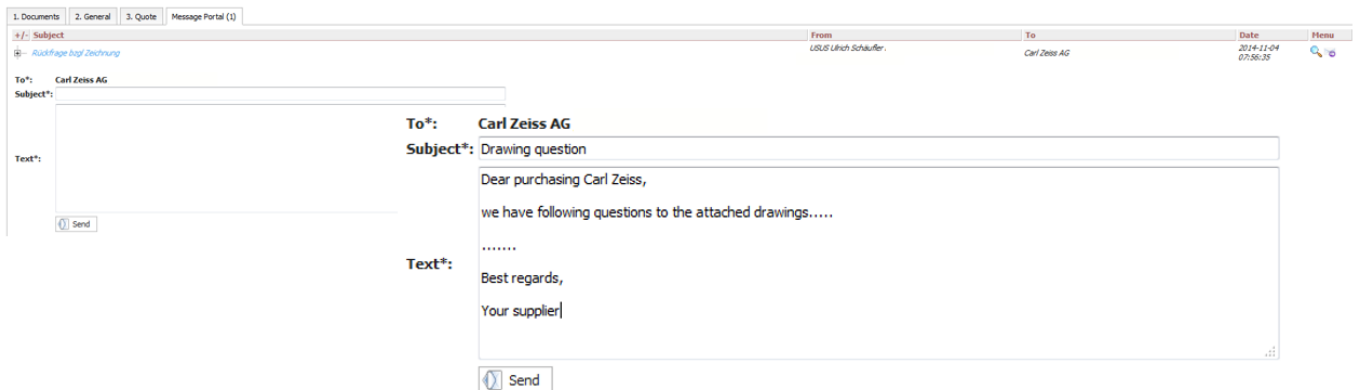 1. Documents 2. General 3. Quote Message Portal (1)
+/- Subject From To Date Menu
Rückfrage bzgl Zeichnung USUS Ulrich Schäufler . Carl Zeiss AG 2014-11-04
07:56:35
To*: Carl Zeiss AG
Subject*:
Text*:
Send
To*: Carl Zeiss AG
Subject*: Drawing question
Dear purchasing Carl Zeiss,
we have following questions to the attached drawings.....
.......
Text*:
Best regards,
Your supplier
Send